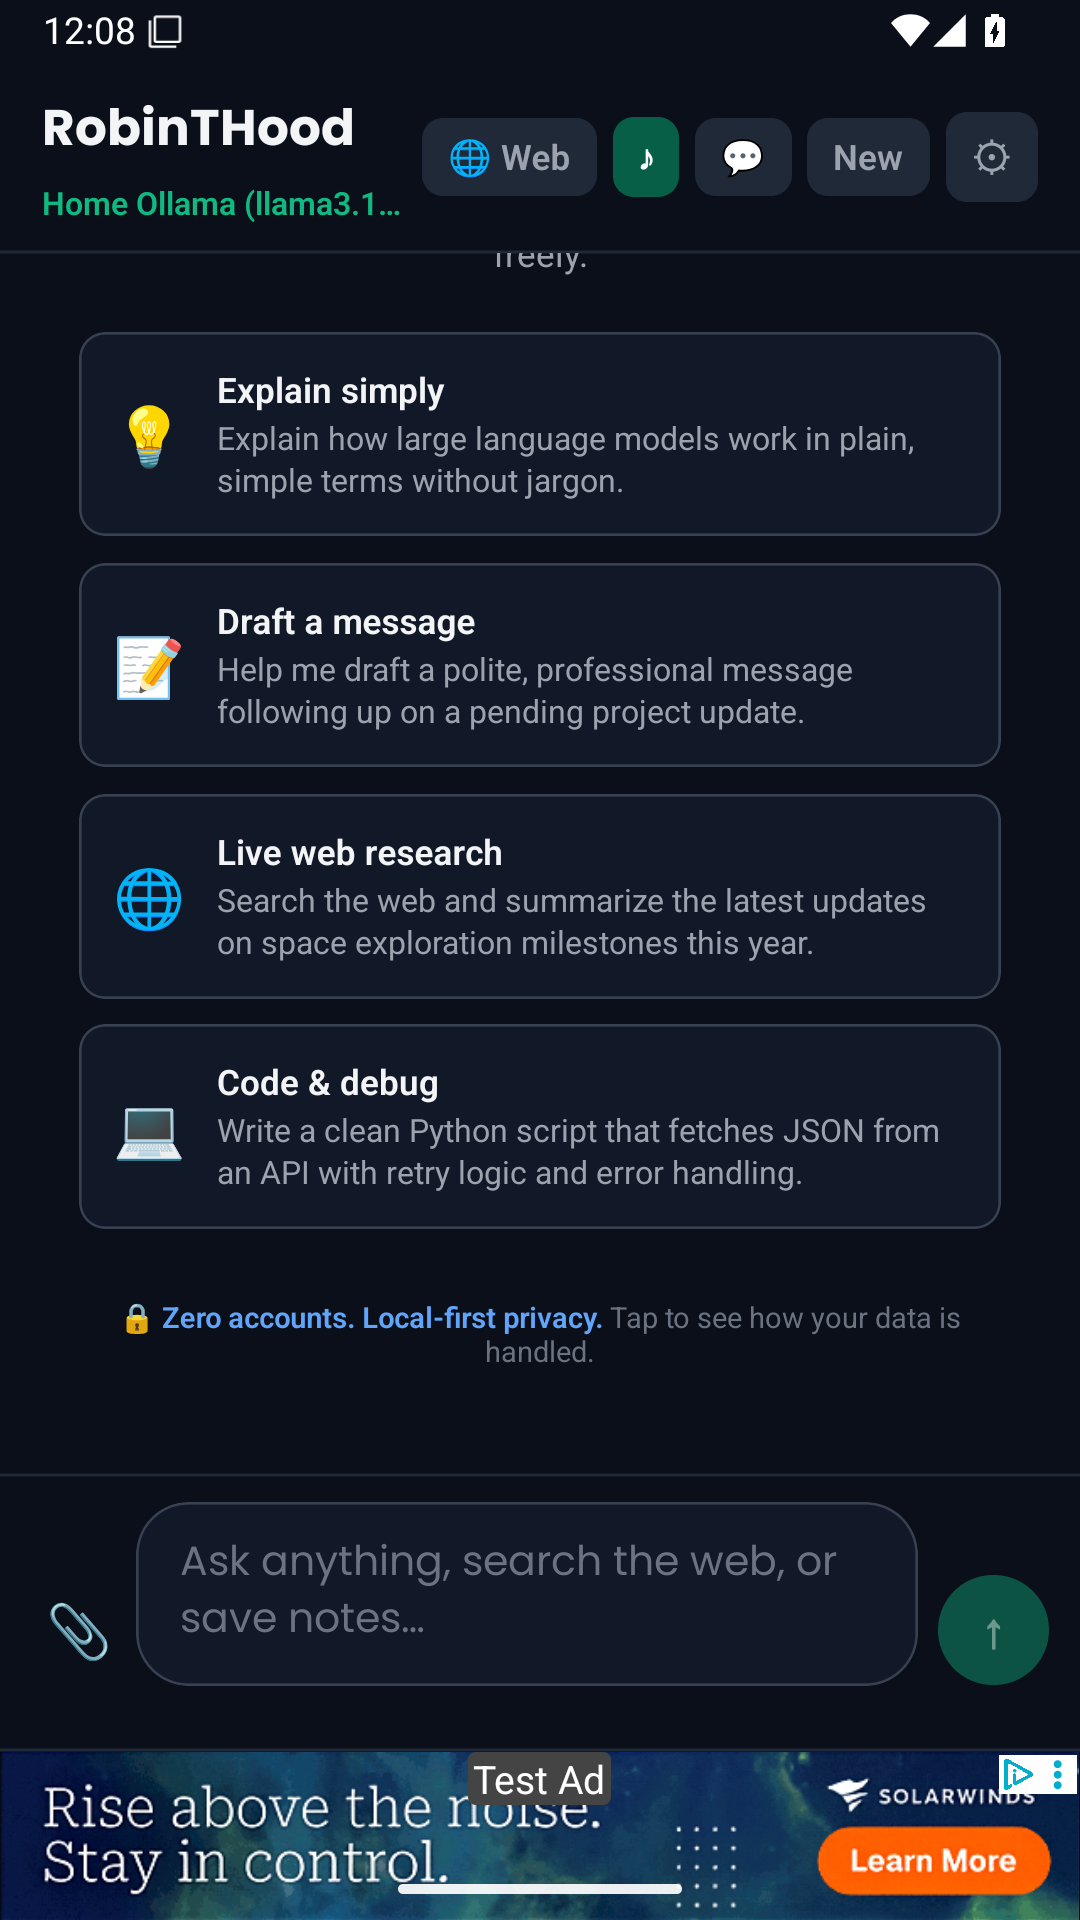 12:08
RobinTHood
Home Ollama (llama3.1...
Web
New
freely.
Explain simply
Explain how large language models work in plain,
simple terms without jargon.
Draft a message
Help me draft a polite, professional message
following up on a pending project update.
Live web research
Search the web and summarize the latest updates
on space exploration milestones this year.
Code & debug
Write a clean Python script that fetches JSON from
an API with retry logic and error handling.
Zero accounts. Local-first privacy. Tap to see how your data is
handled.
Ask anything, search the web, or
save notes...
Test Ad
Rise above the noise.
Stay in control.
SOLARWINDS
Learn More